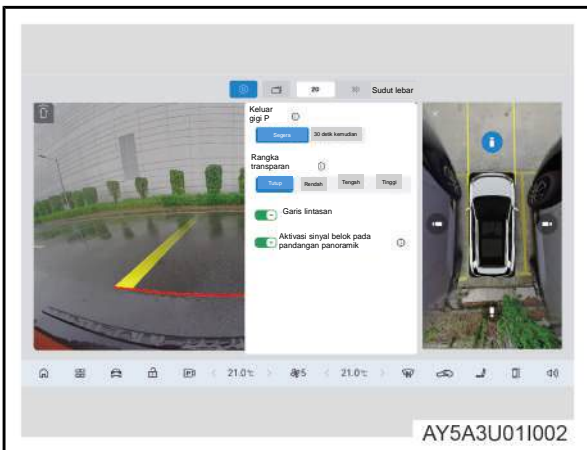 2D 3D Sudut lebar
Keluar
gigi P
Segera 30 detik kemudian
Rangka
transparan
Tutup Rendah Tengah Tinggi
Garis lintasan
Aktivasi sinyal belok pada
pandangan panoramik
21.0℃ 5 21.0℃
AY5A3U01I002